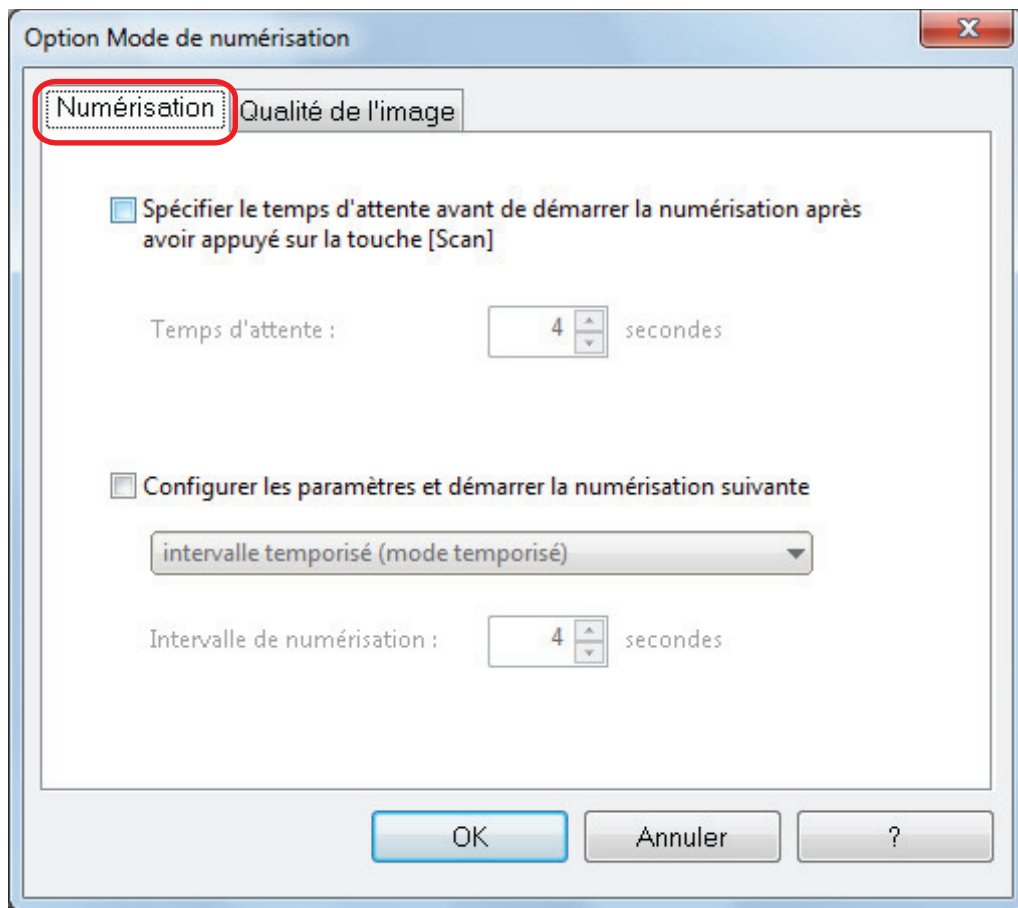 Option Mode de numérisation
X
Numérisation
Qualité de l'image
Spécifier le temps d'attente avant de démarrer la numérisation après
avoir appuyé sur la touche [Scan]
Temps d'attente :
4
secondes
Configurer les paramètres et démarrer la numérisation suivante
intervalle temporisé (mode temporisé)
Intervalle de numérisation :
4
secondes
OK
Annuler
?